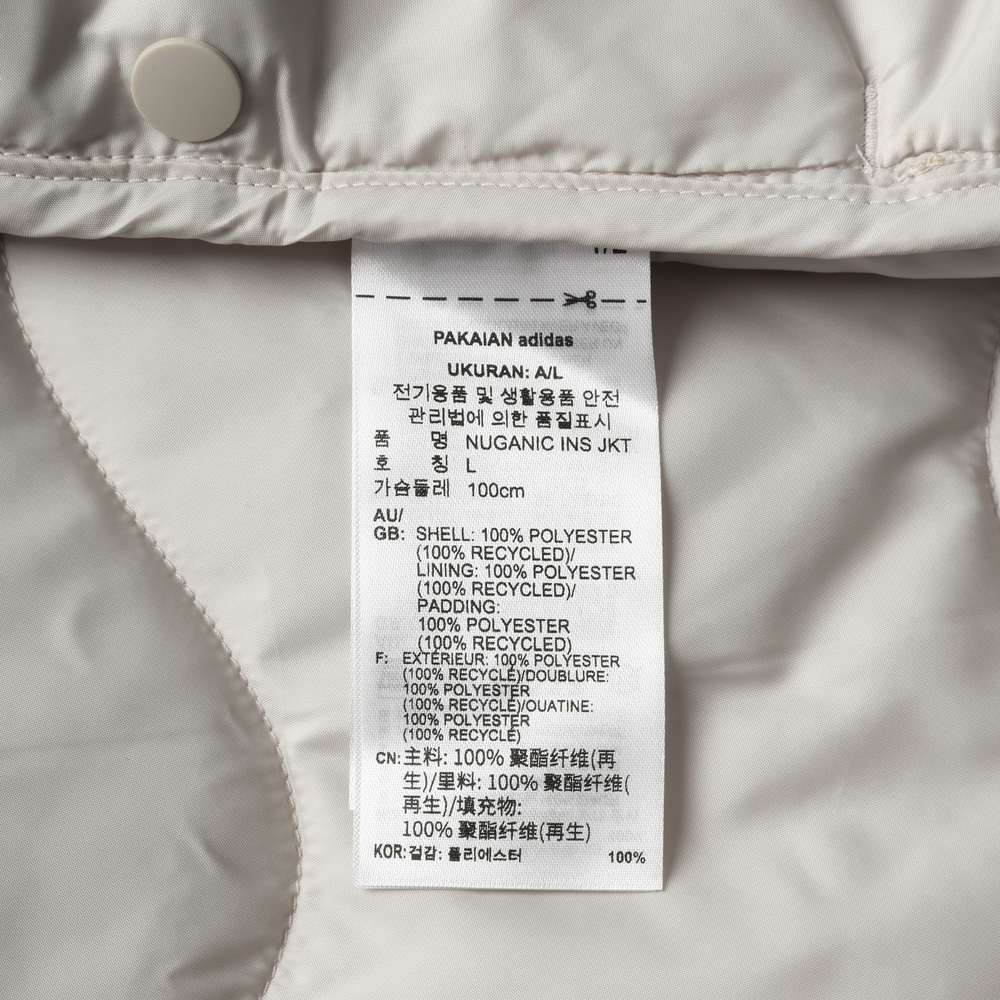 PAKAIAN adidas
UKURAN: A/L
전기용품 및 생활용품 안전
관리법에 의한 품질표시
품 명 NUGANIC INS JKT
호 칭 L
가슴둘레 100cm
AU/
GB: SHELL: 100% POLYESTER
(100% RECYCLED)/
LINING: 100% POLYESTER
(100% RECYCLED)/
PADDING:
100% POLYESTER
(100% RECYCLED)
F: EXTÉRIEUR: 100% POLYESTER
(100% RECYCLÉ)/DOUBLURE:
100% POLYESTER
(100% RECYCLÉ)/OUATINE:
100% POLYESTER
(100% RECYCLÉ)
CN: 主料: 100% 聚酯纤维(再
生)/里料: 100% 聚酯纤维(
再生)/填充物:
100% 聚酯纤维(再生)
KOR: 겉감: 폴리에스터 100%